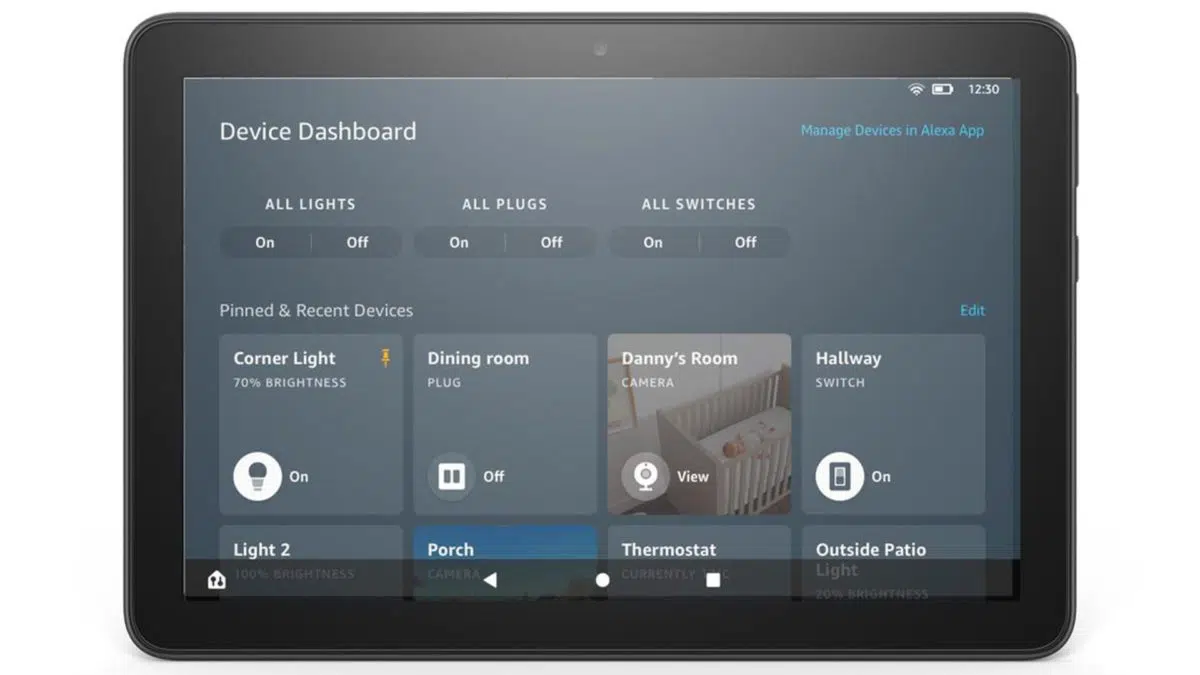 12:30
Device Dashboard
Manage Devices in Alexa App
ALL LIGHTS
ALL PLUGS
ALL SWITCHES
On
Off
On
Off
On
Off
Pinned & Recent Devices
Edit
Corner Light
70% BRIGHTNESS
On
Dining room
PLUG
Off
Danny's Room
CAMERA
View
Hallway
SWITCH
On
Light 2
100% BRIGHTNESS
Porch
CAMERA
Thermostat
CURRENTLY
Outside Patio
Light
20% BRIGHTNESS